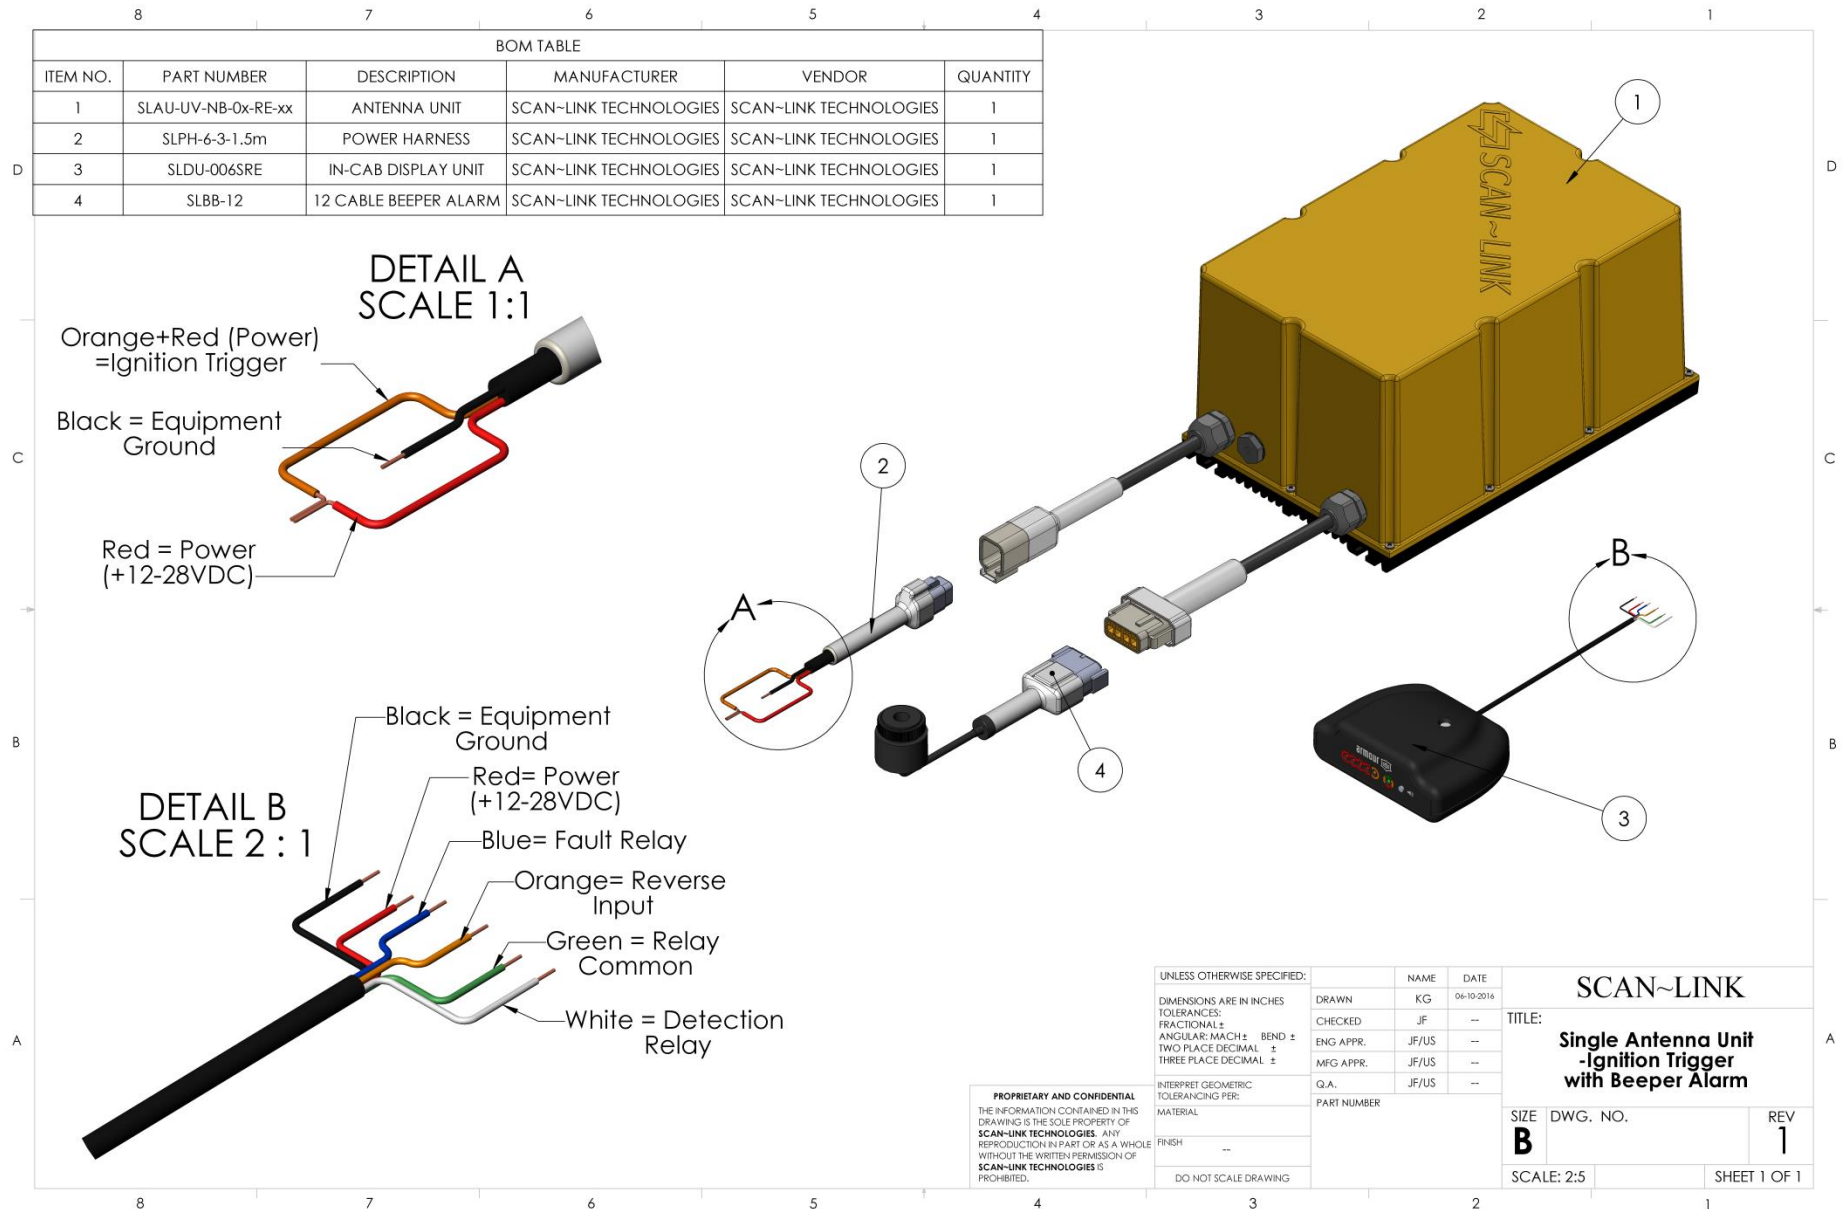 8 7 6 5 4 3 2 1
BOM TABLE
ITEM NO. PART NUMBER DESCRIPTION MANUFACTURER VENDOR QUANTITY
1 SLAU-UV-NB-0x-RE-xx ANTENNA UNIT SCAN~LINK TECHNOLOGIES SCAN~LINK TECHNOLOGIES 1
2 SLPH-6-3-1.5m POWER HARNESS SCAN~LINK TECHNOLOGIES SCAN~LINK TECHNOLOGIES 1
3 SLDU-006SRE IN-CAB DISPLAY UNIT SCAN~LINK TECHNOLOGIES SCAN~LINK TECHNOLOGIES 1
4 SLBB-12 12 CABLE BEEPER ALARM SCAN~LINK TECHNOLOGIES SCAN~LINK TECHNOLOGIES 1
D D
1
SCAN~LINK
DETAIL A
SCALE 1:1
Orange+Red (Power)
=Ignition Trigger
Black = Equipment
Ground
Red = Power
(+12-28VDC)
C C
2
A
B
4
3
armour
B B
Black = Equipment
Ground
Red= Power
(+12-28VDC)
DETAIL B
SCALE 2 : 1
Blue= Fault Relay
Orange= Reverse
Input
Green = Relay
Common
White = Detection
Relay
A A
PROPRIETARY AND CONFIDENTIAL
THE INFORMATION CONTAINED IN THIS
DRAWING IS THE SOLE PROPERTY OF
SCAN~LINK TECHNOLOGIES. ANY
REPRODUCTION IN PART OR AS A WHOLE
WITHOUT THE WRITTEN PERMISSION OF
SCAN~LINK TECHNOLOGIES IS
PROHIBITED.
UNLESS OTHERWISE SPECIFIED:
DIMENSIONS ARE IN INCHES
TOLERANCES:
FRACTIONAL±
ANGULAR: MACH± BEND ±
TWO PLACE DECIMAL ±
THREE PLACE DECIMAL ±
INTERPRET GEOMETRIC
TOLERANCING PER:
MATERIAL
FINISH
--
DO NOT SCALE DRAWING
NAME DATE
DRAWN KG 06-10-2016
CHECKED JF --
ENG APPR. JF/US --
MFG APPR. JF/US --
Q.A. JF/US --
PART NUMBER
SCAN~LINK
TITLE:
Single Antenna Unit
-Ignition Trigger
with Beeper Alarm
SIZE DWG. NO. REV
B 1
SCALE: 2:5 SHEET 1 OF 1
8 7 6 5 4 3 2 1